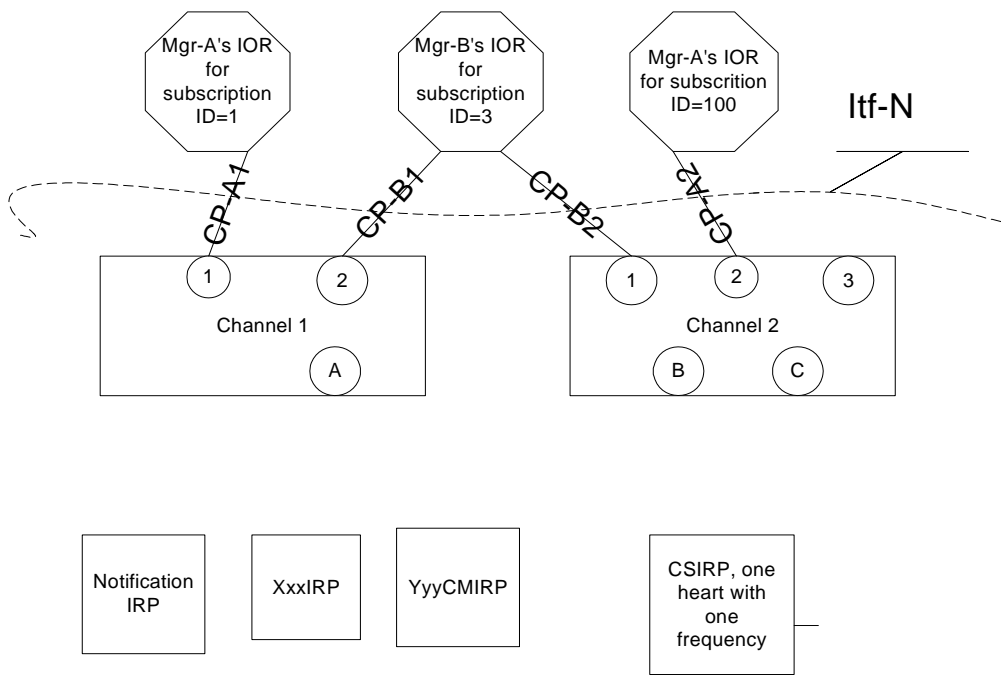 Mgr-A's IOR
for
subscription
ID=1
Mgr-B's IOR
for
subscription
ID=3
Mgr-A's IOR
for subscrition
ID=100
Itf-N
CP-A1
CP-B1
CP-B2
CP-A2
1
2
Channel 1
A
1
2
3
Channel 2
B
C
Notification
IRP
XxxIRP
YyyCMIRP
CSIRP, one
heart with
one
frequency